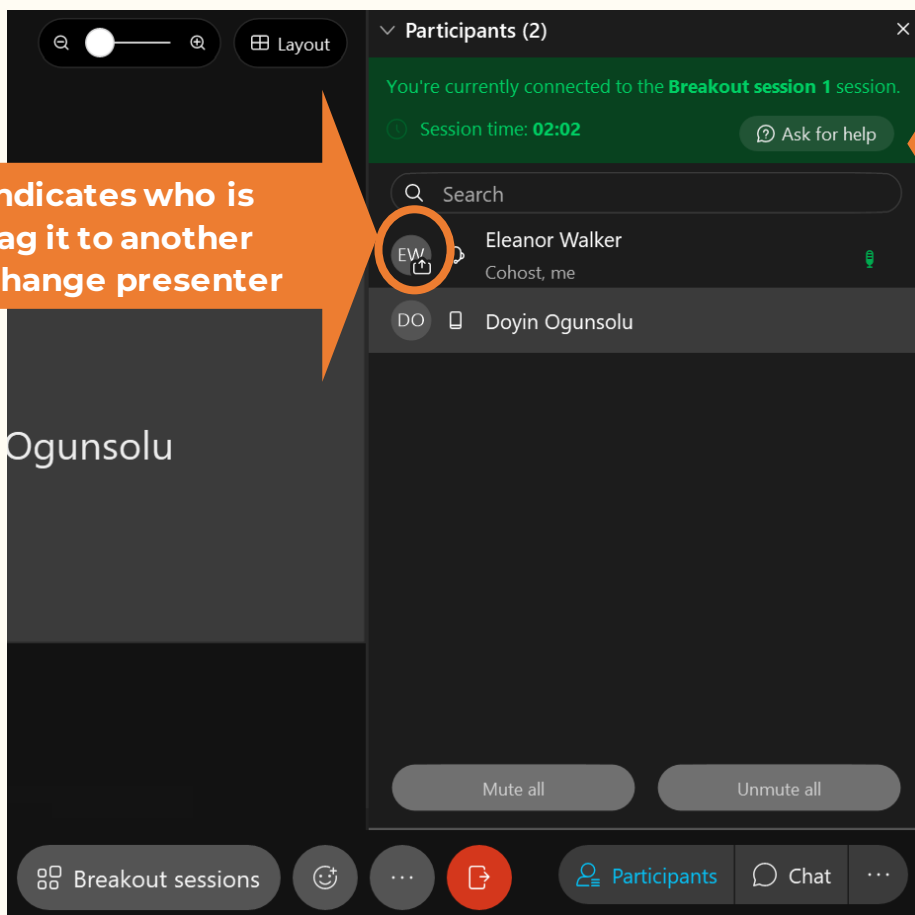 Layout
Participants (2)
You're currently connected to the Breakout session 1 session.
Session time: 02:02
Ask for help
Search
ndicates who is
ag it to another
hange presenter
EW
Eleanor Walker
Cohost, me
DO
Doyin Ogunsolu
Ogunsolu
Mute all
Unmute all
Breakout sessions
Participants
Chat